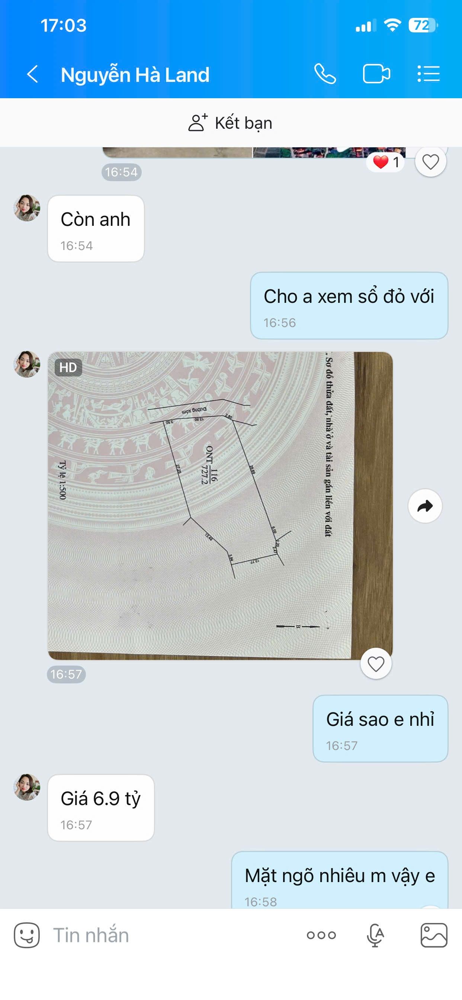 17:03
72
Nguyễn Hà Land
Kết bạn
1
16:54
Còn anh
16:54
Cho a xem sổ đỏ với
16:56
HD
. Sơ đồ thửa đất, nhà ở và tài sản gắn liền với đất
Đường xóm
3.50
12.80
2.80
ONT 116
727.2
27.25
28.69
13.49
6.09
1.20
2.47
3.84
12.77
B
Tỷ lệ 1:500
16:57
Giá sao e nhỉ
16:57
Giá 6.9 tỷ
16:57
Mặt ngõ nhiêu m vậy e
16:58
Tin nhắn